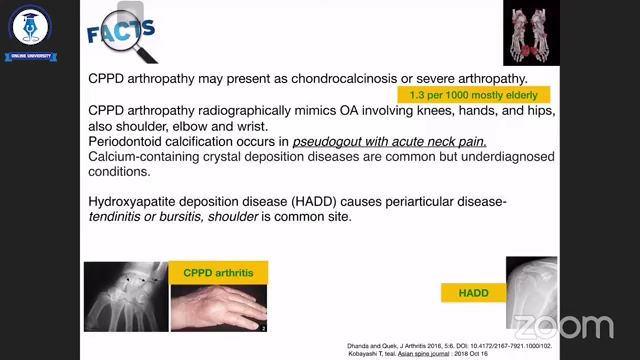 ONLINE UNIVERSITY
FACTS
CPPD arthropathy may present as chondrocalcinosis or severe arthropathy.
1.3 per 1000 mostly elderly
CPPD arthropathy radiographically mimics OA involving knees, hands, and hips,
also shoulder, elbow and wrist.
Periodontoid calcification occurs in pseudogout with acute neck pain.
Calcium-containing crystal deposition diseases are common but underdiagnosed
conditions.
Hydroxyapatite deposition disease (HADD) causes periarticular disease-
tendinitis or bursitis, shoulder is common site.
CPPD arthritis
2
HADD
zoom
Dhanda and Quek, J Arthritis 2016, 5:6. DOI: 10.4172/2167-7921.1000/102.
Kobayashi T, teal. Asian spine journal : 2018 Oct 16